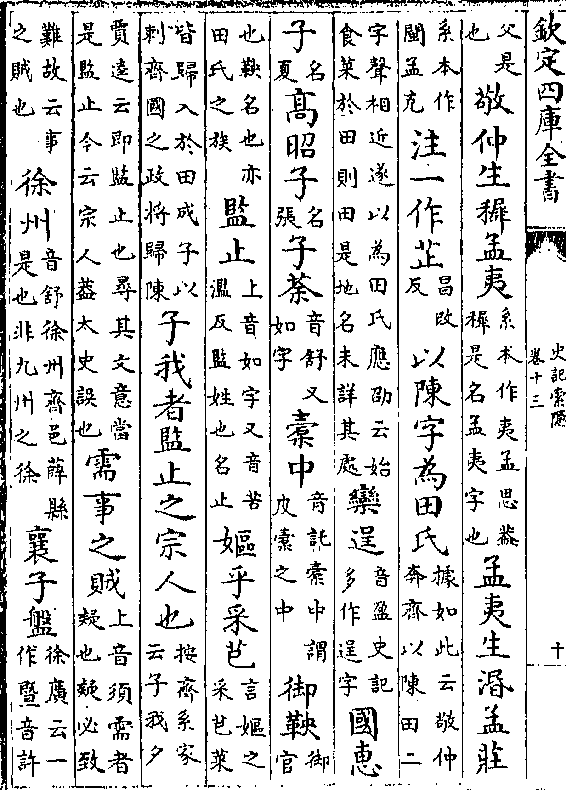 欽定四庫全書 史記索隱 卷十三 十
父是也敬仲生穉孟夷系本作夷孟思葢穉是名孟夷字也孟夷生湣孟莊
系本作閩孟克注一作芷昌改反以陳字為田氏據如此云敬仲奔齊以陳田二
字聲相近遂以為田氏應劭云始食菜於田則田是地名未詳其處欒逞音盈史記多作逞字國惠
子名夏高昭子名張子荼音舒又如字橐中音託橐中謂皮橐之中御鞅御官
也鞅名也亦田氏之族監止上音如字又音苦濫反監姓也名止嫗乎采芑言嫗之采芑菜
皆歸入於田成子以刺齊國之政將歸陳子我者監止之宗人也按齊系家云子我夕
賈逵云即監止也尋其文意當是監止今云宗人葢太史誤也需事之賊上音須需者疑也疑必致
難故云事之賊也徐州音舒徐州齊邑薛縣是也非九州之徐襄子盤徐廣云一作暨音許